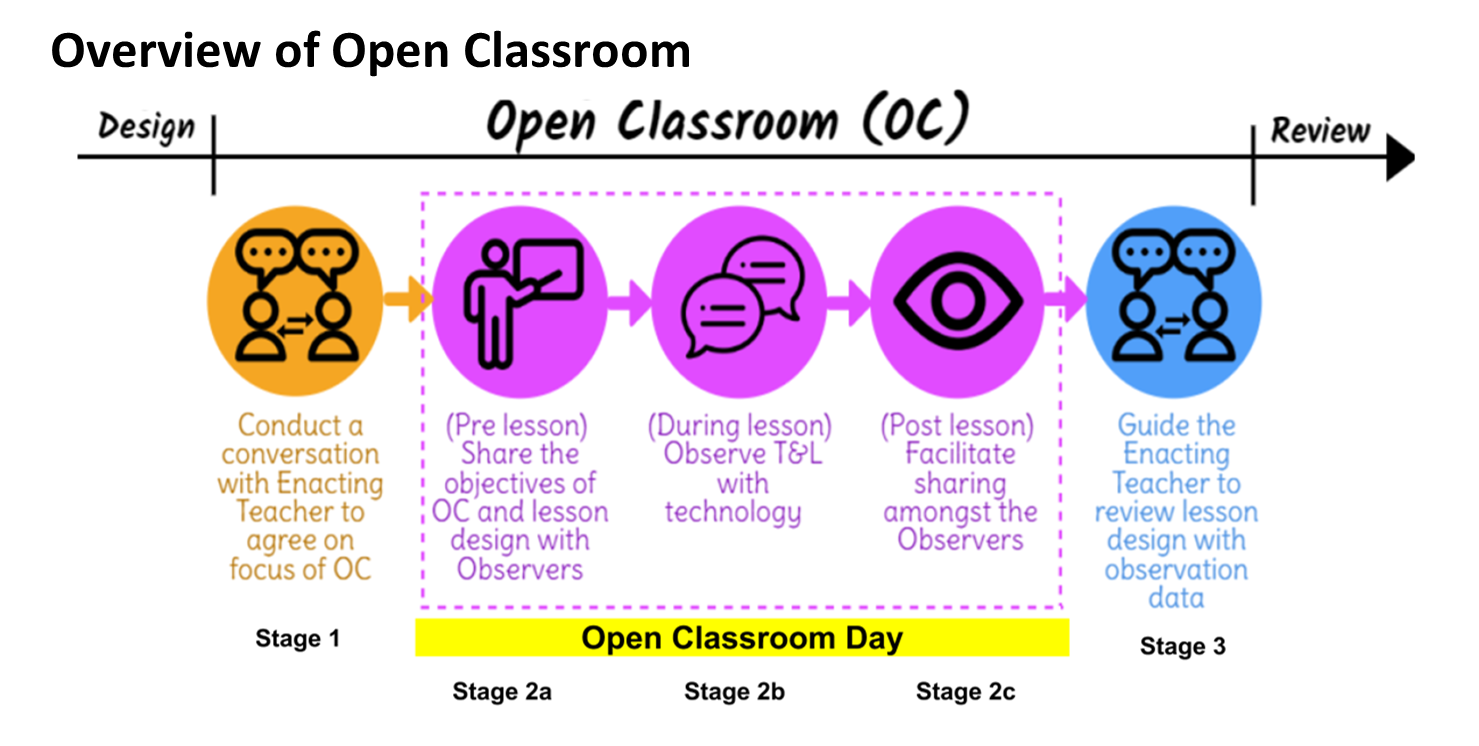 Overview of Open Classroom
Design
Open Classroom (OC)
Review
Conduct a
conversation
with Enacting
Teacher to
agree on
focus of OC
(Pre lesson)
Share the
objectives of
OC and lesson
design with
Observers
(During lesson)
Observe T&L
with
technology
(Post lesson)
Facilitate
sharing
amongst the
Observers
Guide the
Enacting
Teacher to
review lesson
design with
observation
data
Stage 1
Open Classroom Day
Stage 3
Stage 2a
Stage 2b
Stage 2c